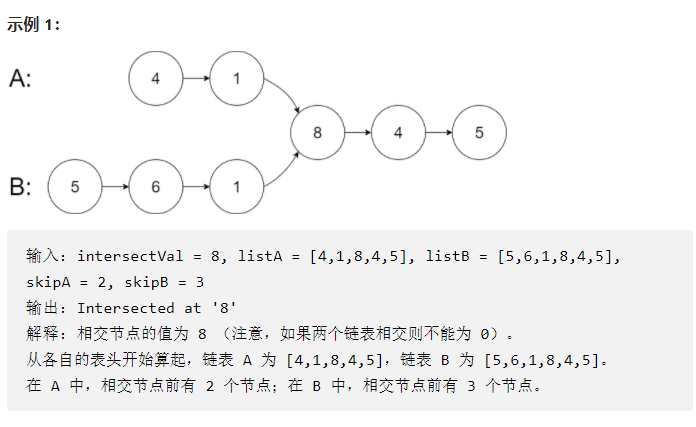 示例 1：
A:
4
1
8
4
5
B:
5
6
1
输入：intersectVal = 8, listA = [4,1,8,4,5], listB = [5,6,1,8,4,5],
skipA = 2, skipB = 3
输出：Intersected at '8'
解释：相交节点的值为 8 （注意，如果两个链表相交则不能为 0）。
从各自的表头开始算起，链表 A 为 [4,1,8,4,5]，链表 B 为 [5,6,1,8,4,5]。
在 A 中，相交节点前有 2 个节点；在 B 中，相交节点前有 3 个节点。